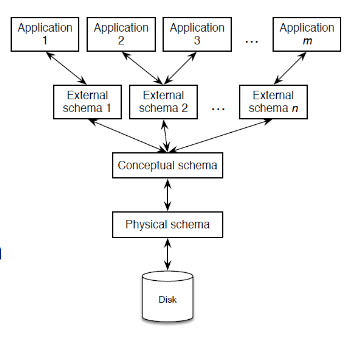 Application Application Application Application
1 2 3 ... m
External External External
schema 1 schema 2 ... schema n
Conceptual schema
Physical schema
Disk